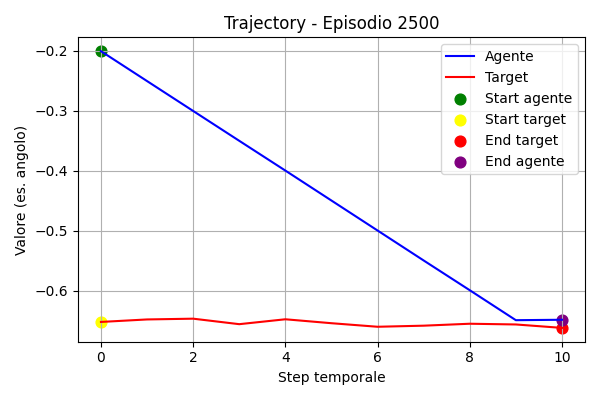 Trajectory - Episodio 2500
Agente
Target
Start agente
Start target
End target
End agente
Valore (es. angolo)
−0.2
−0.3
−0.4
−0.5
−0.6
0 2 4 6 8 10
Step temporale